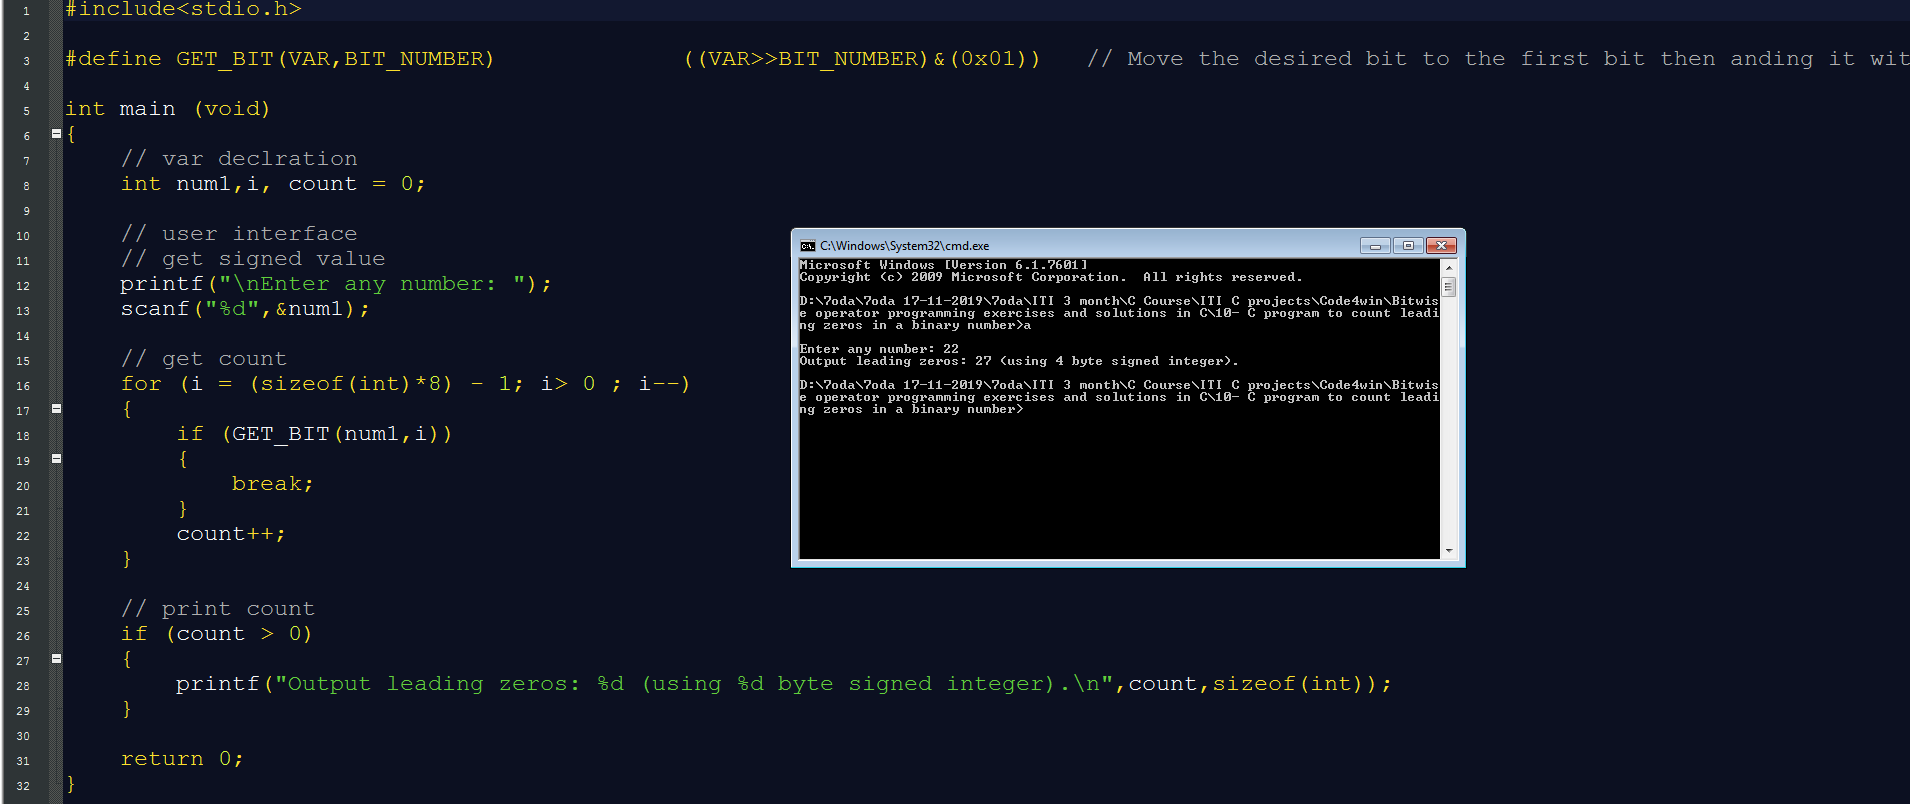 1 #include<stdio.h>
2
3 #define GET_BIT(VAR,BIT_NUMBER) ((VAR>>BIT_NUMBER)&(0x01)) // Move the desired bit to the first bit then anding it wit
4
5 int main (void)
6 {
7 // var declration
8 int num1,i, count = 0;
9
10 // user interface
11 // get signed value
12 printf("\nEnter any number: ");
13 scanf("%d",&num1);
14
15 // get count
16 for (i = (sizeof(int)*8) - 1; i> 0 ; i--)
17 {
18 if (GET_BIT(num1,i))
19 {
20 break;
21 }
22 count++;
23 }
24
25 // print count
26 if (count > 0)
27 {
28 printf("Output leading zeros: %d (using %d byte signed integer).\n",count,sizeof(int));
29 }
30
31 return 0;
32 }
C:\Windows\System32\cmd.exe
Microsoft Windows [Version 6.1.7601]
Copyright (c) 2009 Microsoft Corporation. All rights reserved.
D:\7oda\7oda 17-11-2019\7oda\ITI 3 month\C Course\ITI C projects\Code4win\Bitwis
e operator programming exercises and solutions in C\10- C program to count leadi
ng zeros in a binary number>a
Enter any number: 22
Output leading zeros: 27 (using 4 byte signed integer).
D:\7oda\7oda 17-11-2019\7oda\ITI 3 month\C Course\ITI C projects\Code4win\Bitwis
e operator programming exercises and solutions in C\10- C program to count leadi
ng zeros in a binary number>